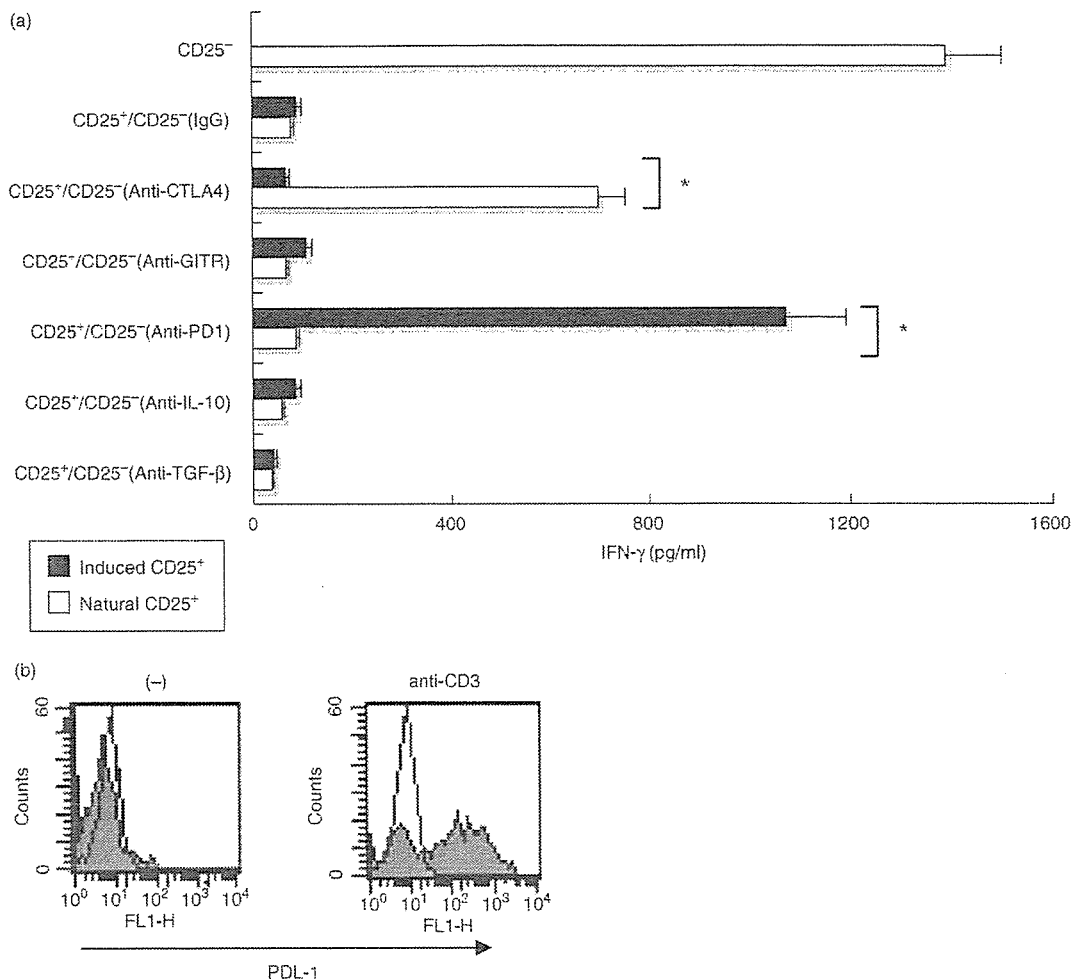 (a)
CD25⁻
CD25⁺/CD25⁻(IgG)
CD25⁺/CD25⁻(Anti-CTLA4)
*
CD25⁺/CD25⁻(Anti-GITR)
CD25⁺/CD25⁻(Anti-PD1)
*
CD25⁺/CD25⁻(Anti-IL-10)
CD25⁺/CD25⁻(Anti-TGF-β)
0 400 800 1200 1600
IFN-γ (pg/ml)
Induced CD25⁺
Natural CD25⁺
(b)
(–) anti-CD3
60 60
Counts Counts
0 0
10⁰ 10¹ 10² 10³ 10⁴ 10⁰ 10¹ 10² 10³ 10⁴
FL1-H FL1-H
PDL-1